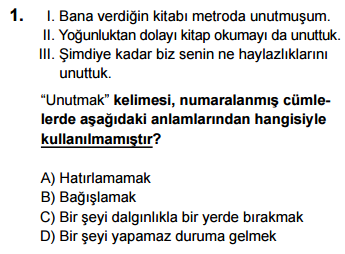 1. I. Bana verdiğin kitabı metroda unutmuşum.
II. Yoğunluktan dolayı kitap okumayı da unuttuk.
III. Şimdiye kadar biz senin ne haylazlıklarını
unuttuk.
“Unutmak” kelimesi, numaralanmış cümle-
lerde aşağıdaki anlamlarından hangisiyle
kullanılmamıştır?
A) Hatırlamamak
B) Bağışlamak
C) Bir şeyi dalgınlıkla bir yerde bırakmak
D) Bir şeyi yapamaz duruma gelmek